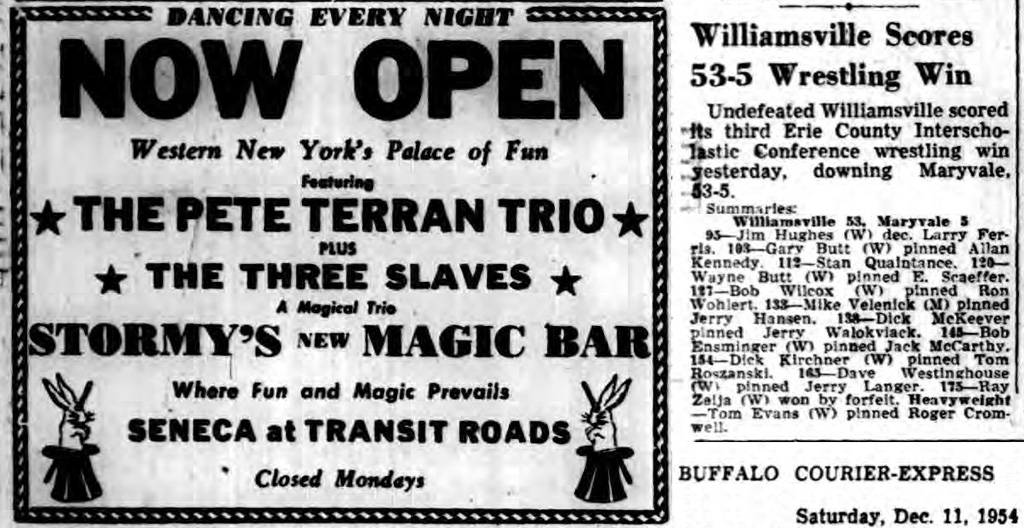 DANCING EVERY NIGHT
NOW OPEN
Western New York's Palace of Fun
Featuring
THE PETE TERRAN TRIO
PLUS
THE THREE SLAVES
A Magical Trio
STORMY'S NEW MAGIC BAR
Where Fun and Magic Prevails
SENECA at TRANSIT ROADS
Closed Mondays
Williamsville Scores
53-5 Wrestling Win
Undefeated Williamsville scored
its third Erie County Interscho-
lastic Conference wrestling win
yesterday, downing Maryvale,
53-5.
Summaries:
Williamsville 53, Maryvale 5
95—Jim Hughes (W) dec. Larry Fer-
ris. 103—Gary Butt (W) pinned Allan
Kennedy. 112—Stan Quaintance. 120—
Wayne Butt (W) pinned E. Scaeffer.
127—Bob Wilcox (W) pinned Ron
Wohlert. 133—Mike Velenick (M) pinned
Jerry Hansen. 138—Dick McKeever
pinned Jerry Walokviack. 145—Bob
Ensminger (W) pinned Jack McCarthy.
154—Dick Kirchner (W) pinned Tom
Roszanski. 165—Dave Westinghouse
(W) pinned Jerry Langer. 175—Ray
Zelja (W) won by forfeit. Heavyweight
—Tom Evans (W) pinned Roger Crom-
well.
BUFFALO COURIER-EXPRESS
Saturday, Dec. 11, 1954